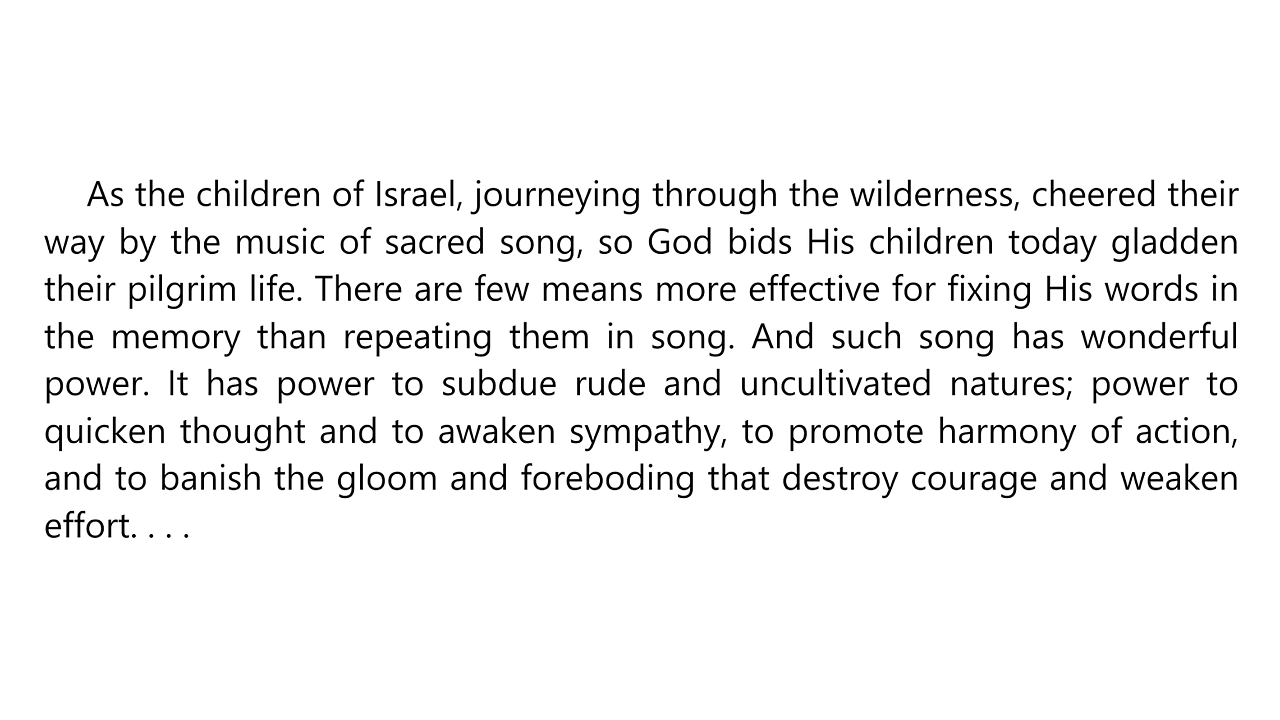 As the children of Israel, journeying through the wilderness, cheered their
way by the music of sacred song, so God bids His children today gladden
their pilgrim life. There are few means more effective for fixing His words in
the memory than repeating them in song. And such song has wonderful
power. It has power to subdue rude and uncultivated natures; power to
quicken thought and to awaken sympathy, to promote harmony of action,
and to banish the gloom and foreboding that destroy courage and weaken
effort. . . .